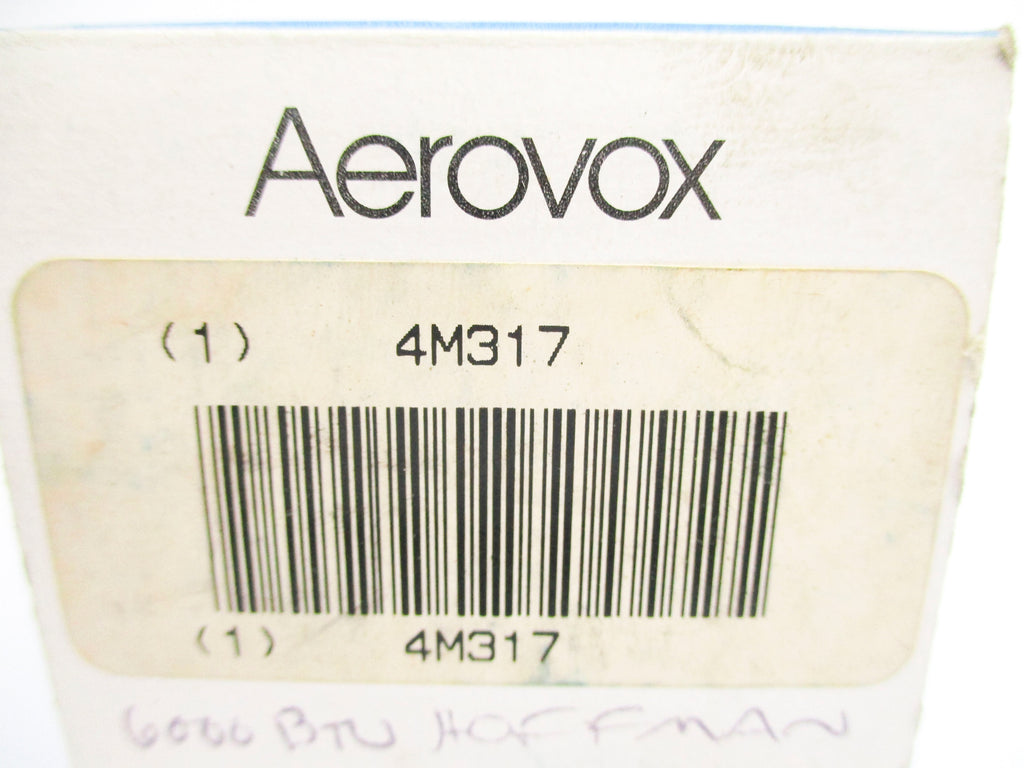 Aerovox
(1) 4M317
(1) 4M317
6000 BTU HOFFMAN